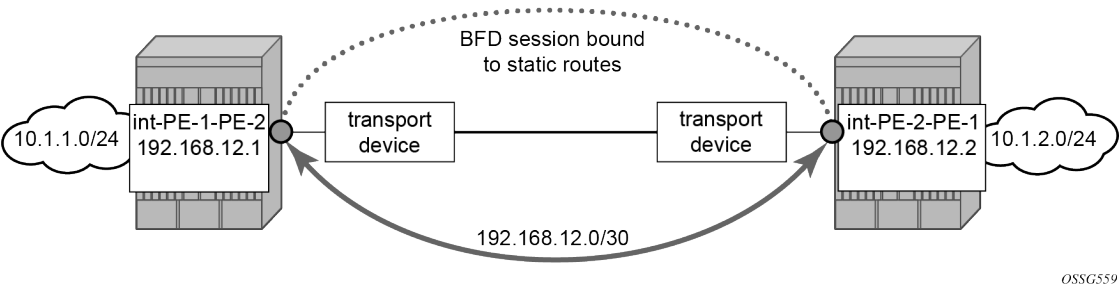 BFD session bound
to static routes
10.1.1.0/24
int-PE-1-PE-2
192.168.12.1
transport
device
transport
device
int-PE-2-PE-1
192.168.12.2
10.1.2.0/24
192.168.12.0/30
OSSG559